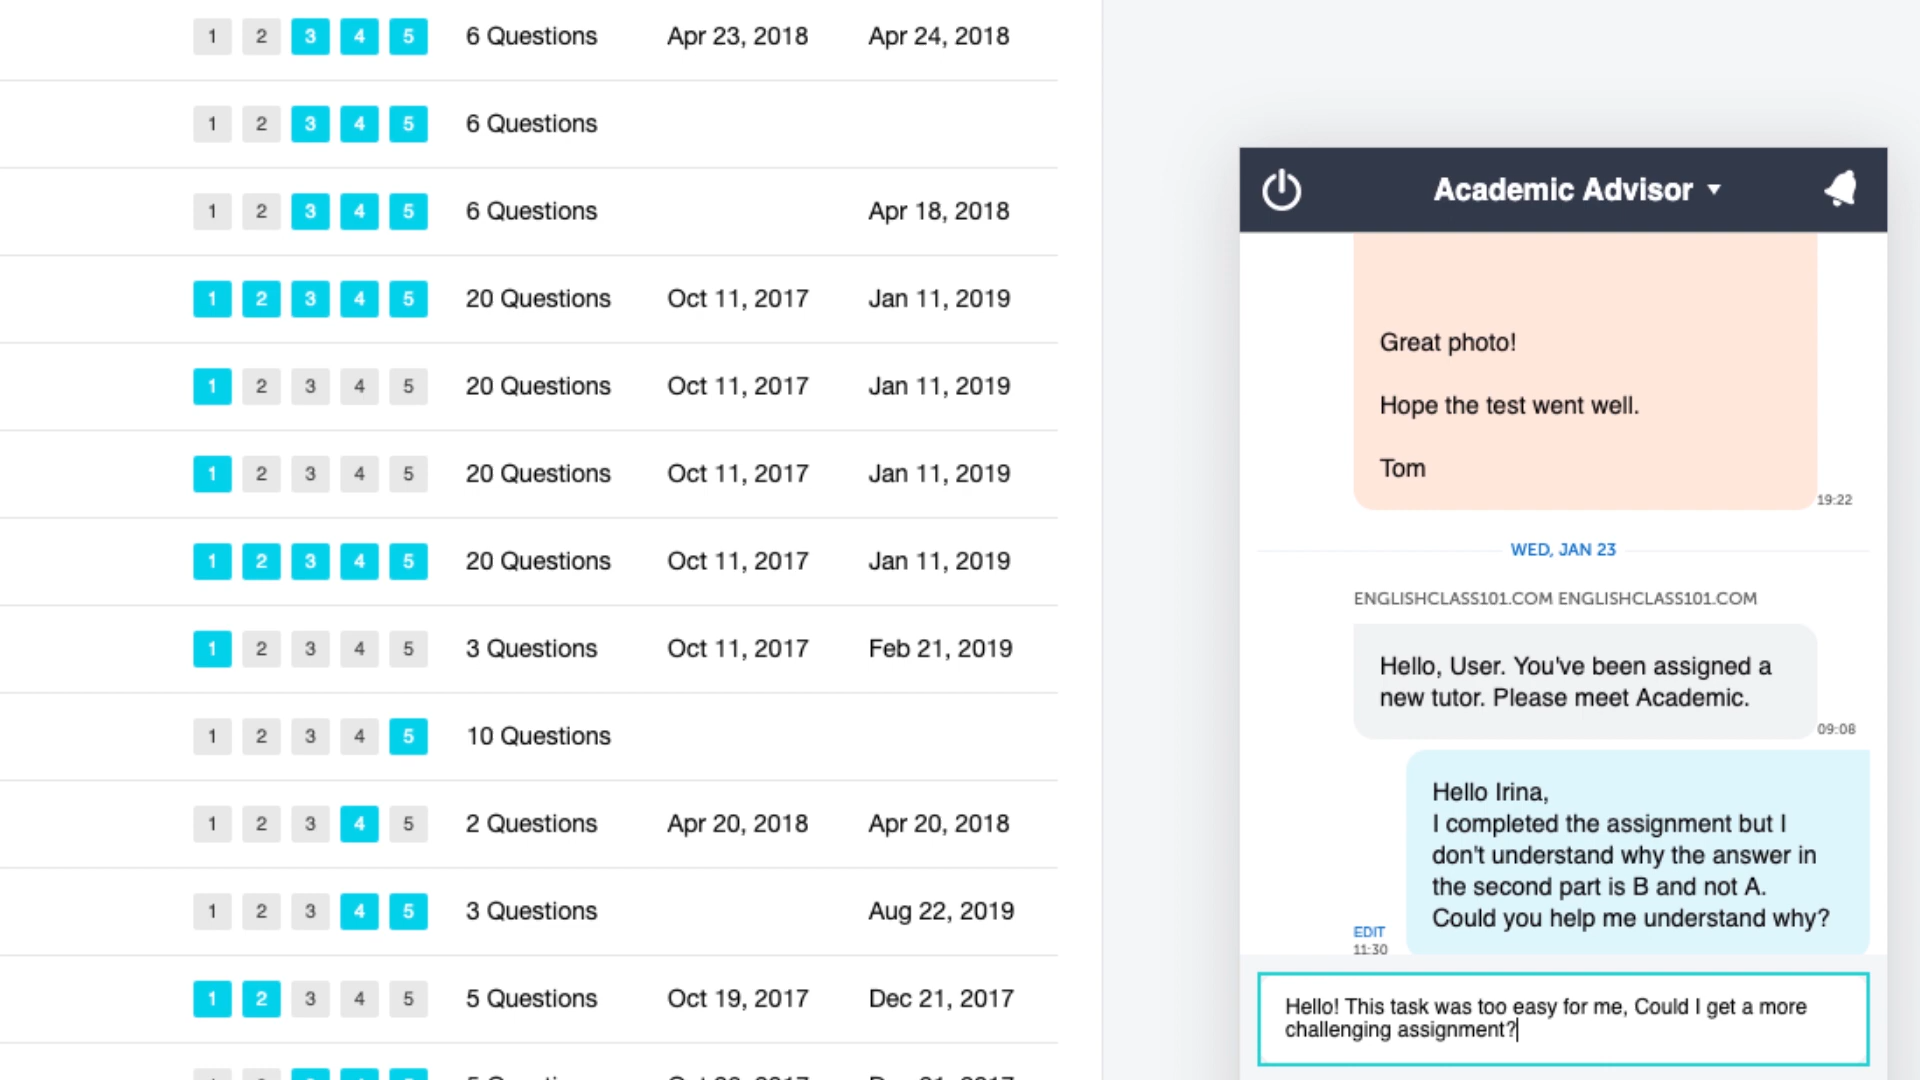 1 2 3 4 5 6 Questions Apr 23, 2018 Apr 24, 2018
1 2 3 4 5 6 Questions
1 2 3 4 5 6 Questions Apr 18, 2018
1 2 3 4 5 20 Questions Oct 11, 2017 Jan 11, 2019
1 2 3 4 5 20 Questions Oct 11, 2017 Jan 11, 2019
1 2 3 4 5 20 Questions Oct 11, 2017 Jan 11, 2019
1 2 3 4 5 20 Questions Oct 11, 2017 Jan 11, 2019
1 2 3 4 5 3 Questions Oct 11, 2017 Feb 21, 2019
1 2 3 4 5 10 Questions
1 2 3 4 5 2 Questions Apr 20, 2018 Apr 20, 2018
1 2 3 4 5 3 Questions Aug 22, 2019
1 2 3 4 5 5 Questions Oct 19, 2017 Dec 21, 2017
Academic Advisor
Great photo!
Hope the test went well.
Tom
19:22
WED, JAN 23
ENGLISHCLASS101.COM ENGLISHCLASS101.COM
Hello, User. You've been assigned a
new tutor. Please meet Academic.
09:08
Hello Irina,
I completed the assignment but I
don't understand why the answer in
the second part is B and not A.
Could you help me understand why?
EDIT
11:30
Hello! This task was too easy for me, Could I get a more
challenging assignment?